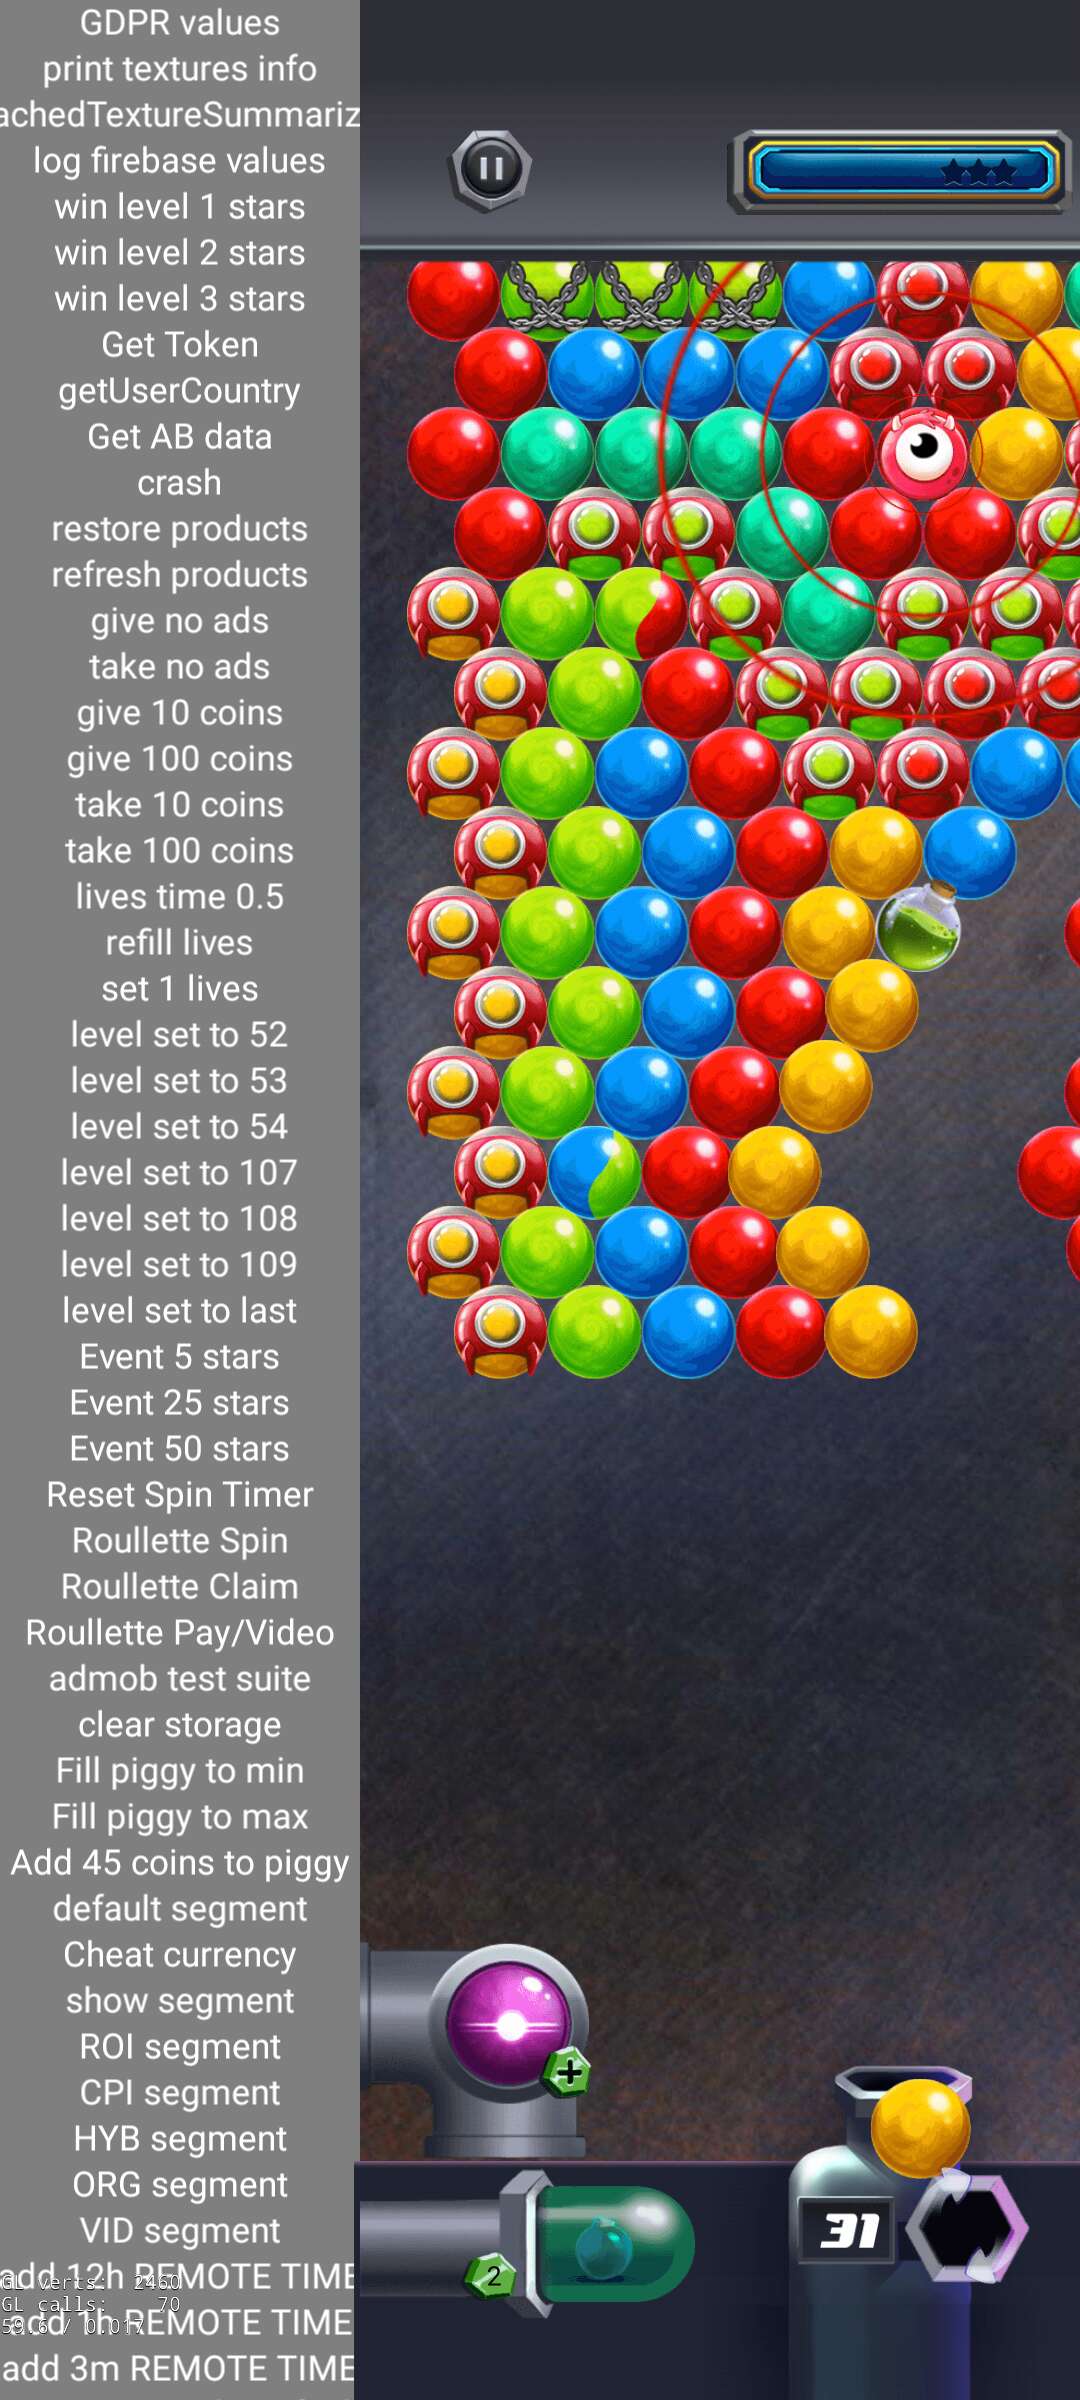 GDPR values
print textures info
achedTextureSummariz
log firebase values
win level 1 stars
win level 2 stars
win level 3 stars
Get Token
getUserCountry
Get AB data
crash
restore products
refresh products
give no ads
take no ads
give 10 coins
give 100 coins
take 10 coins
take 100 coins
lives time 0.5
refill lives
set 1 lives
level set to 52
level set to 53
level set to 54
level set to 107
level set to 108
level set to 109
level set to last
Event 5 stars
Event 25 stars
Event 50 stars
Reset Spin Timer
Roullette Spin
Roullette Claim
Roullette Pay/Video
admob test suite
clear storage
Fill piggy to min
Fill piggy to max
Add 45 coins to piggy
default segment
Cheat currency
show segment
ROI segment
CPI segment
HYB segment
ORG segment
VID segment
add 12h REMOTE TIME
add 1h REMOTE TIME
add 3m REMOTE TIME
GL verts: 2460
GL calls: 70
59.6 / 0.017
31
2